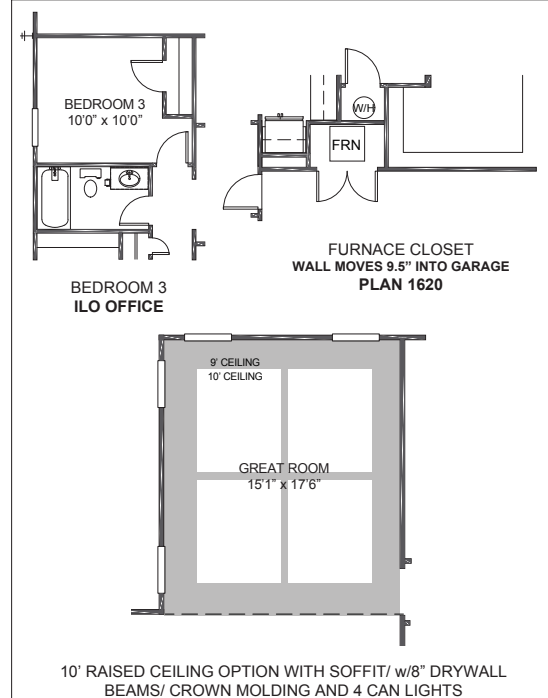 BEDROOM 3
10'0" x 10'0"
BEDROOM 3
ILO OFFICE
W/H
FRN
FURNACE CLOSET
WALL MOVES 9.5" INTO GARAGE
PLAN 1620
9' CEILING
10' CEILING
GREAT ROOM
15'1" x 17'6"
10' RAISED CEILING OPTION WITH SOFFIT/ w/8" DRYWALL
BEAMS/ CROWN MOLDING AND 4 CAN LIGHTS